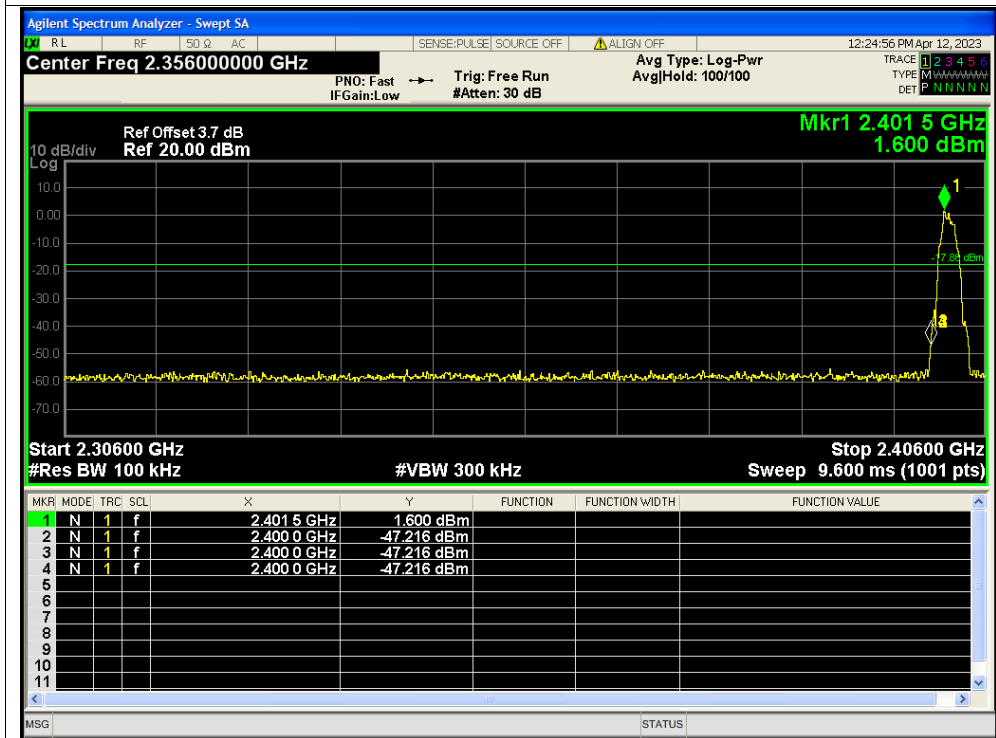 Agilent Spectrum Analyzer - Swept SA
LXI RL RF 50 Ω AC SENSE:PULSE SOURCE OFF ALIGN OFF 12:24:56 PM Apr 12, 2023
Center Freq 2.356000000 GHz
PNO: Fast
IFGain:Low
Trig: Free Run
#Atten: 30 dB
Avg Type: Log-Pwr
Avg|Hold: 100/100
TRACE 1 2 3 4 5 6
TYPE M WWWWW
DET P N N N N N
Mkr1 2.401 5 GHz
1.600 dBm
Ref Offset 3.7 dB
Ref 20.00 dBm
10 dB/div
Log
10.0
0.00
-10.0
-20.0
-30.0
-40.0
-50.0
-60.0
-70.0
1
-17.86 dBm
Start 2.30600 GHz
Stop 2.40600 GHz
#Res BW 100 kHz
#VBW 300 kHz
Sweep 9.600 ms (1001 pts)
MKR MODE TRC SCL X Y FUNCTION FUNCTION WIDTH FUNCTION VALUE
1 N 1 f 2.401 5 GHz 1.600 dBm
2 N 1 f 2.400 0 GHz -47.216 dBm
3 N 1 f 2.400 0 GHz -47.216 dBm
4 N 1 f 2.400 0 GHz -47.216 dBm
5
6
7
8
9
10
11
MSG STATUS